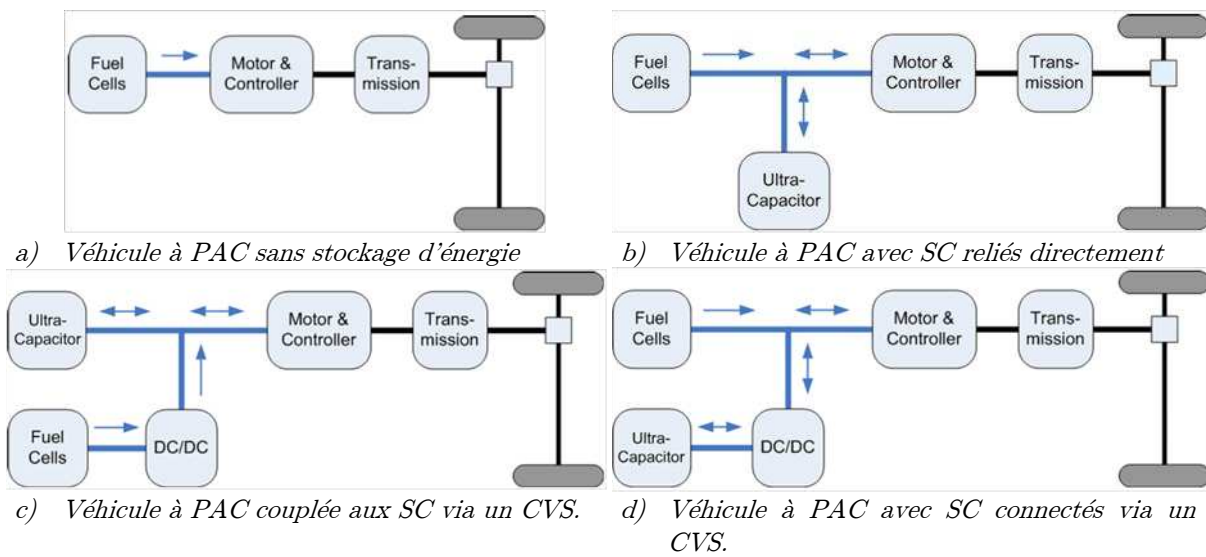 Fuel
Cells
Motor &
Controller
Trans-
mission
a) Véhicule à PAC sans stockage d'énergie
Fuel
Cells
Motor &
Controller
Trans-
mission
Ultra-
Capacitor
b) Véhicule à PAC avec SC reliés directement
Ultra-
Capacitor
Motor &
Controller
Trans-
mission
Fuel
Cells
DC/DC
c) Véhicule à PAC couplée aux SC via un CVS.
Fuel
Cells
Motor &
Controller
Trans-
mission
Ultra-
Capacitor
DC/DC
d) Véhicule à PAC avec SC connectés via un
CVS.